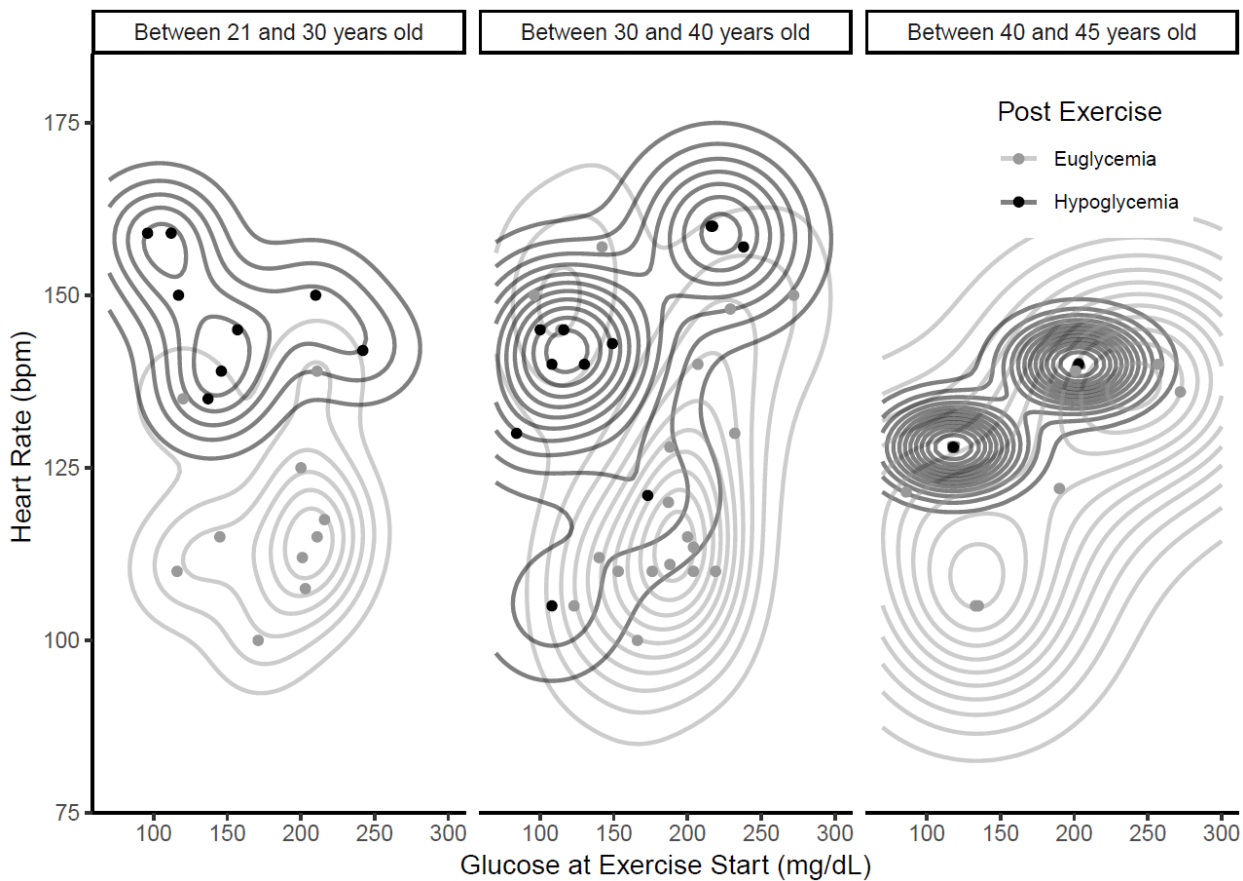 Between 21 and 30 years old
Between 30 and 40 years old
Between 40 and 45 years old
Post Exercise
Euglycemia
Hypoglycemia
Heart Rate (bpm)
175
150
125
100
75
100 150 200 250 300
100 150 200 250 300
100 150 200 250 300
Glucose at Exercise Start (mg/dL)